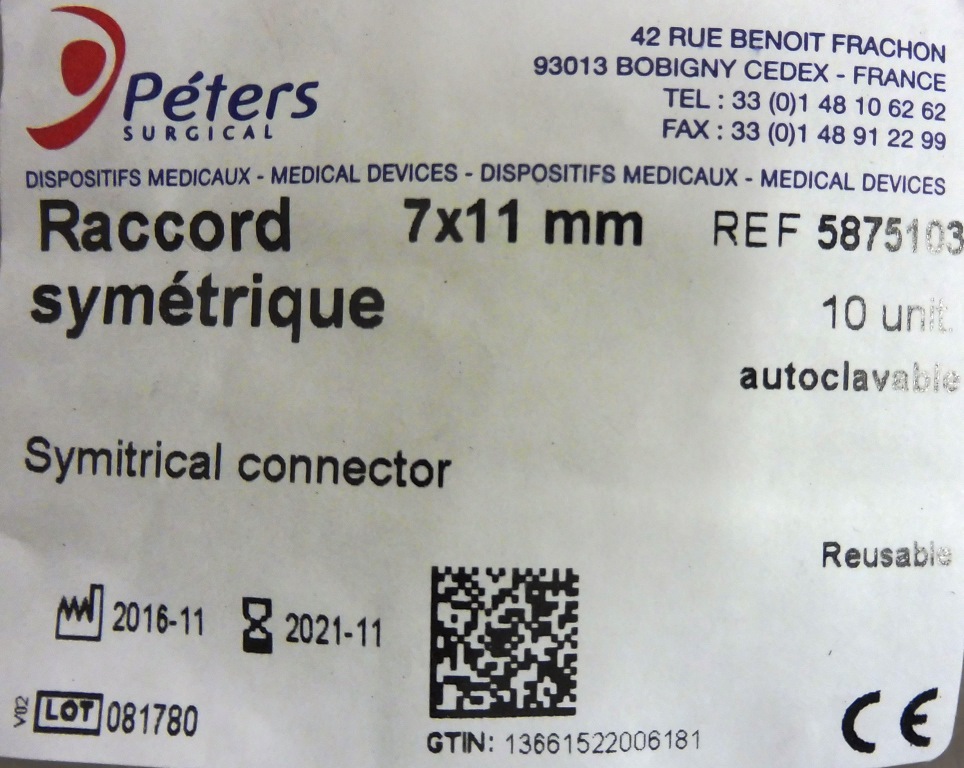 Péters
SURGICAL
42 RUE BENOIT FRACHON
93013 BOBIGNY CEDEX - FRANCE
TEL : 33 (0)1 48 10 62 62
FAX : 33 (0)1 48 91 22 99
DISPOSITIFS MEDICAUX - MEDICAL DEVICES - DISPOSITIFS MEDICAUX - MEDICAL DEVICES
Raccord 7x11 mm REF 5875103
symétrique
10 unit.
autoclavable
Symitrical connector
Reusable
2016-11 2021-11
V02 LOT 081780
GTIN: 13661522006181
CE